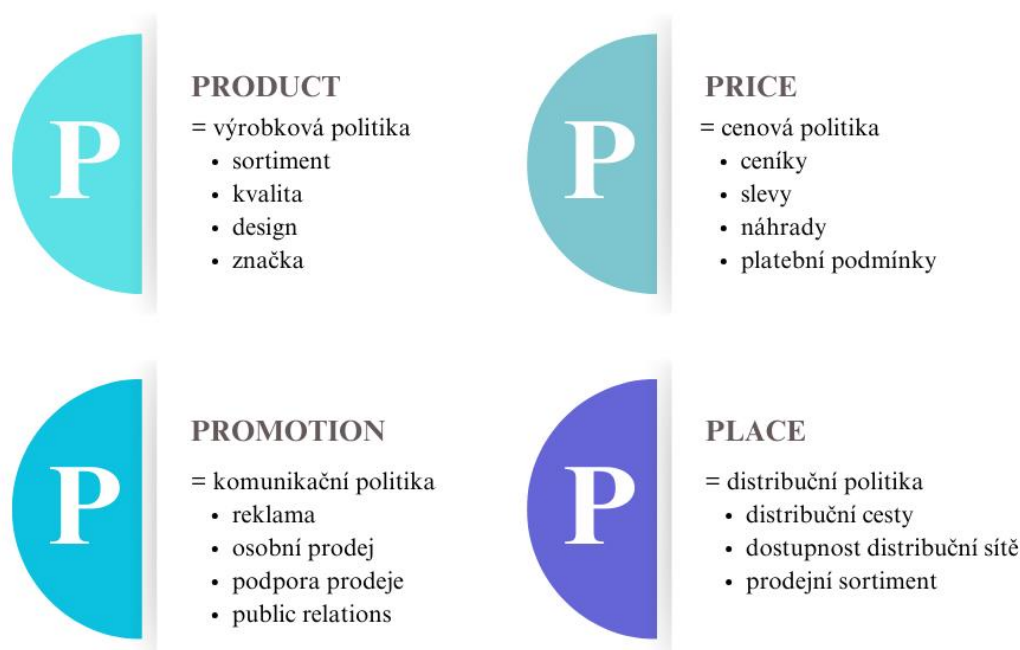 P
PRODUCT
= výrobková politika
• sortiment
• kvalita
• design
• značka
P
PRICE
= cenová politika
• ceníky
• slevy
• náhrady
• platební podmínky
P
PROMOTION
= komunikační politika
• reklama
• osobní prodej
• podpora prodeje
• public relations
P
PLACE
= distribuční politika
• distribuční cesty
• dostupnost distribuční sítě
• prodejní sortiment